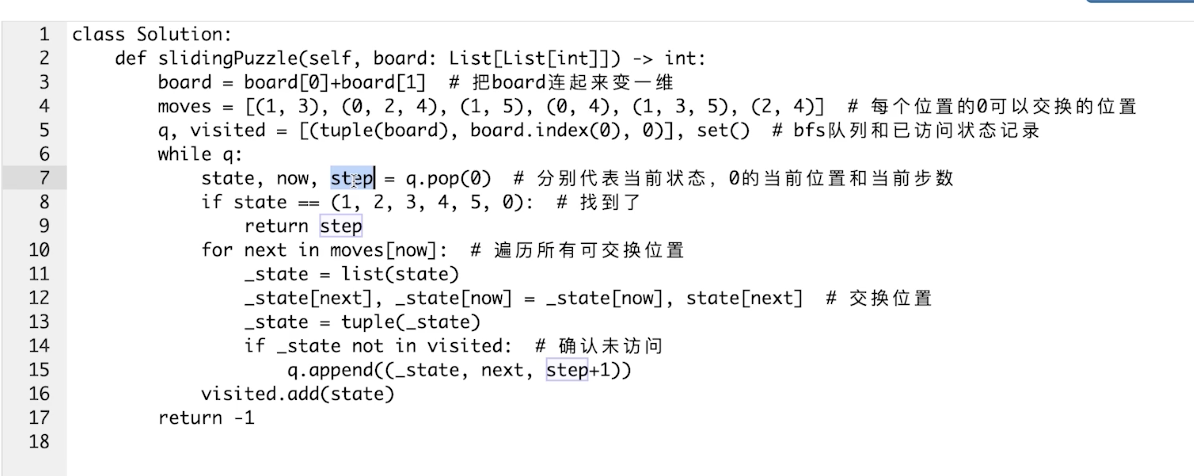 1 class Solution:
2 def slidingPuzzle(self, board: List[List[int]]) -> int:
3 board = board[0]+board[1] # 把board连起来变一维
4 moves = [(1, 3), (0, 2, 4), (1, 5), (0, 4), (1, 3, 5), (2, 4)] # 每个位置的0可以交换的位置
5 q, visited = [(tuple(board), board.index(0), 0)], set() # bfs队列和已访问状态记录
6 while q:
7 state, now, step = q.pop(0) # 分别代表当前状态，0的当前位置和当前步数
8 if state == (1, 2, 3, 4, 5, 0): # 找到了
9 return step
10 for next in moves[now]: # 遍历所有可交换位置
11 _state = list(state)
12 _state[next], _state[now] = _state[now], state[next] # 交换位置
13 _state = tuple(_state)
14 if _state not in visited: # 确认未访问
15 q.append((_state, next, step+1))
16 visited.add(state)
17 return -1
18